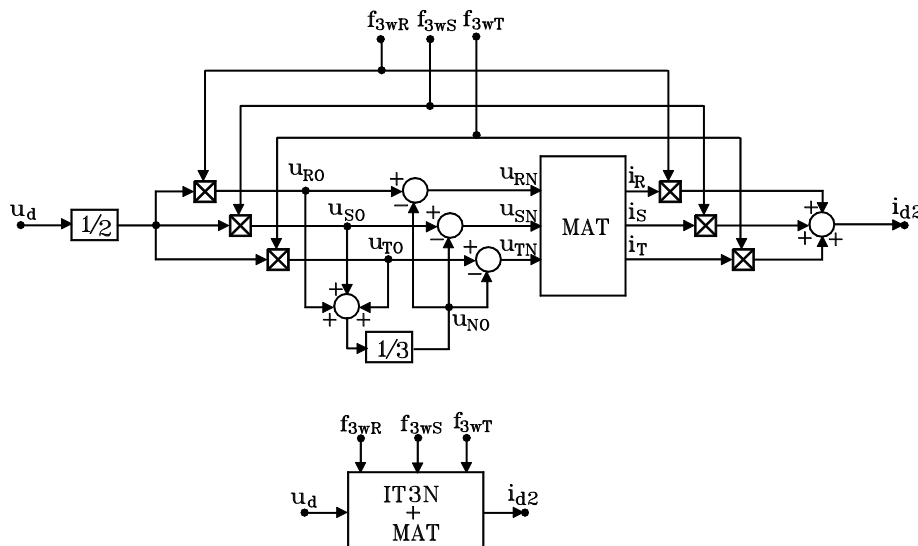 f3wR f3wS f3wT
uRO uRN iR
ud 1/2 uSO uSN MAT iS id2
uTO uTN iT
+ −
+ −
+ −
+ + +
+ + +
uNO
1/3
f3wR f3wS f3wT
ud IT3N id2
+
MAT